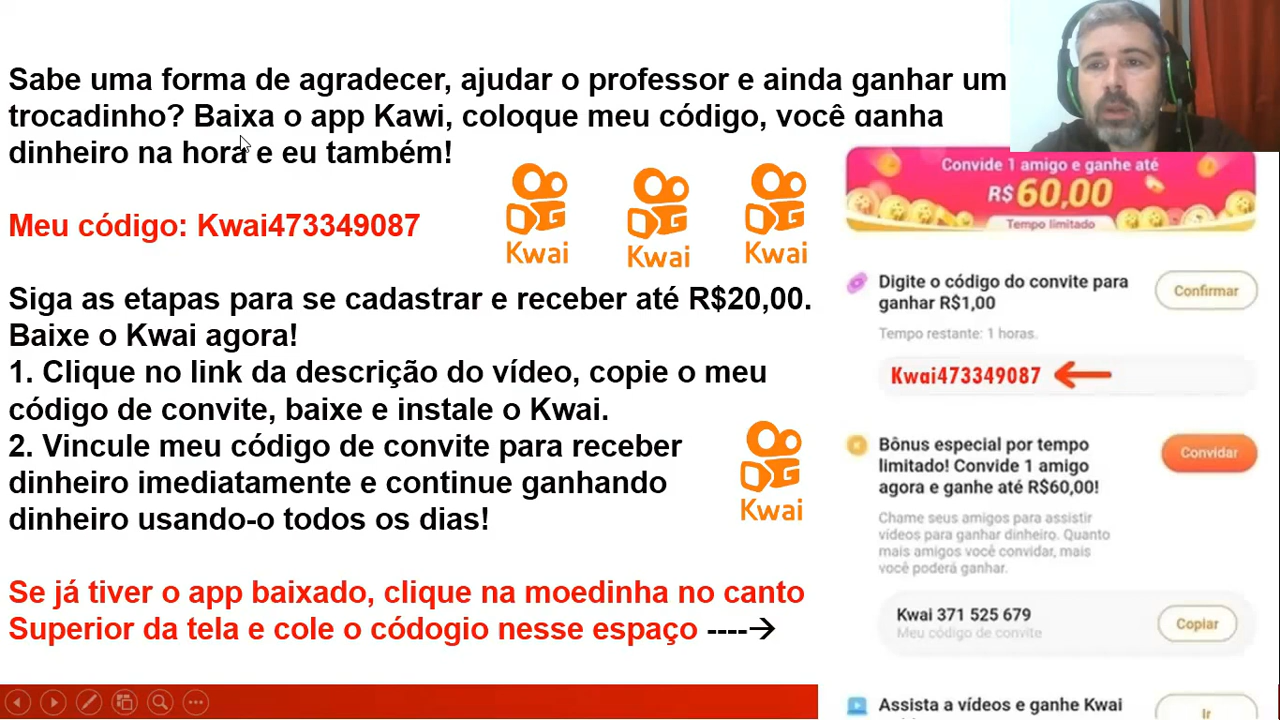 Sabe uma forma de agradecer, ajudar o professor e ainda ganhar um
trocadinho? Baixa o app Kawi, coloque meu código, você ganha
dinheiro na hora e eu também!
Meu código: Kwai473349087
Kwai
Kwai
Kwai
Siga as etapas para se cadastrar e receber até R$20,00.
Baixe o Kwai agora!
1. Clique no link da descrição do vídeo, copie o meu
código de convite, baixe e instale o Kwai.
2. Vincule meu código de convite para receber
dinheiro imediatamente e continue ganhando
dinheiro usando-o todos os dias!
Kwai
Se já tiver o app baixado, clique na moedinha no canto
Superior da tela e cole o códogio nesse espaço ----→
Convide 1 amigo e ganhe até
R$60,00
Tempo limitado
Digite o código do convite para
ganhar R$1,00
Confirmar
Tempo restante: 1 horas.
Kwai473349087
Bônus especial por tempo
limitado! Convide 1 amigo
agora e ganhe até R$60,00!
Convidar
Chame seus amigos para assistir
vídeos para ganhar dinheiro. Quanto
mais amigos você convidar, mais
você poderá ganhar.
Kwai 371 525 679
Meu código de convite
Copiar
Assista a vídeos e ganhe Kwai
Ir